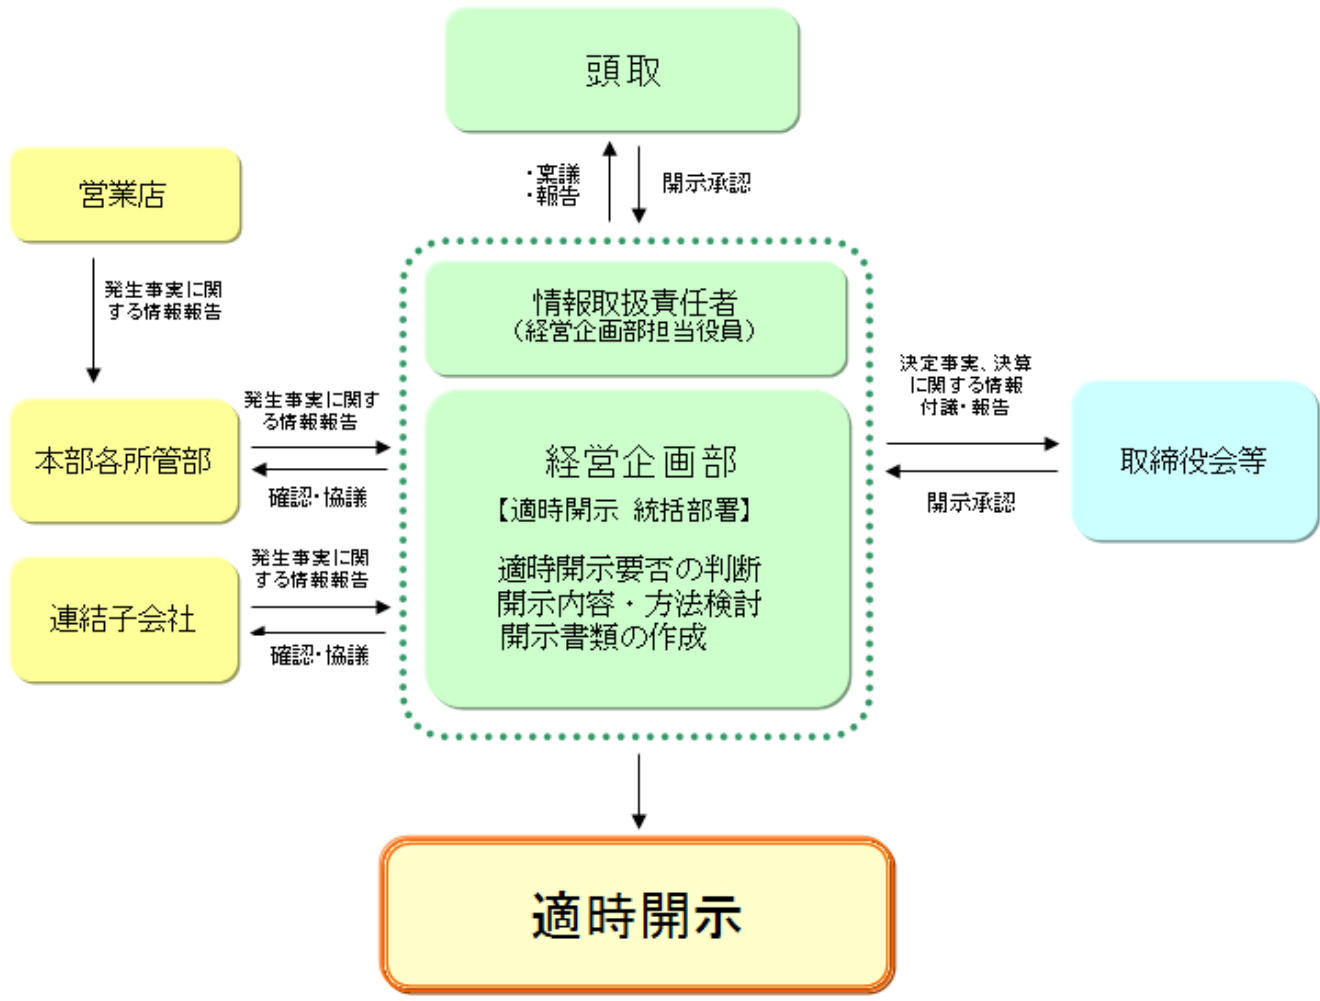 頭取
・稟議
・報告
開示承認
営業店
発生事実に関
する情報報告
情報取扱責任者
（経営企画部担当役員）
本部各所管部
発生事実に関す
る情報報告
確認・協議
連結子会社
発生事実に関
する情報報告
確認・協議
経営企画部
【適時開示 統括部署】
適時開示要否の判断
開示内容・方法検討
開示書類の作成
決定事実、決算
に関する情報
付議・報告
開示承認
取締役会等
適時開示